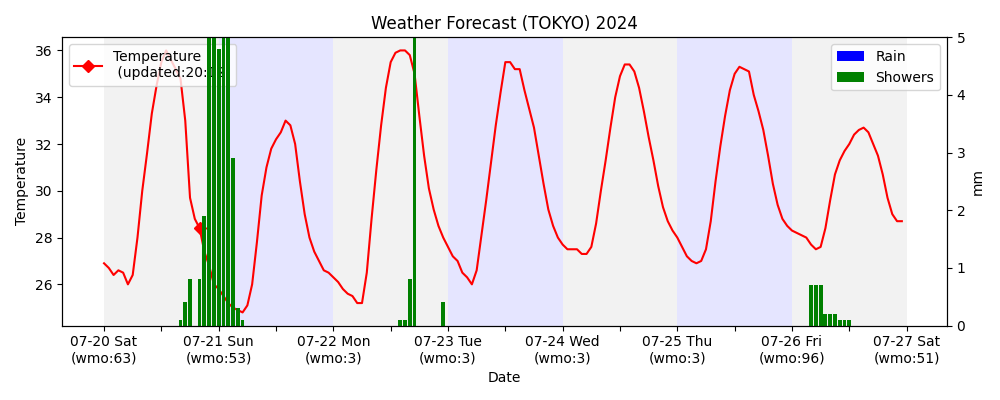 Weather Forecast (TOKYO) 2024
Temperature
(updated:20:
Rain
Showers
Temperature
36
34
32
30
28
26
5
4
3
2
1
0
mm
07-20 Sat 07-21 Sun 07-22 Mon 07-23 Tue 07-24 Wed 07-25 Thu 07-26 Fri 07-27 Sat
(wmo:63) (wmo:53) (wmo:3) (wmo:3) (wmo:3) (wmo:3) (wmo:96) (wmo:51)
Date